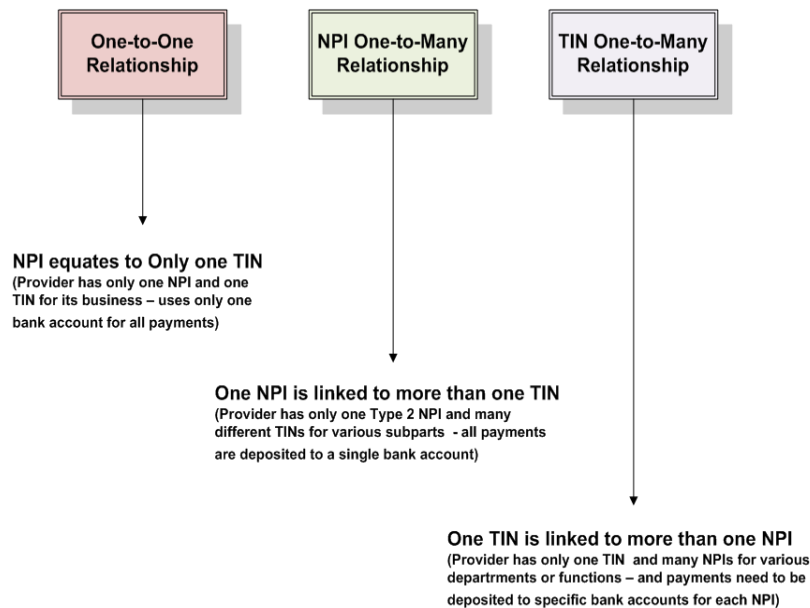 One-to-One
Relationship
NPI One-to-Many
Relationship
TIN One-to-Many
Relationship
NPI equates to Only one TIN
(Provider has only one NPI and one
TIN for its business – uses only one
bank account for all payments)
One NPI is linked to more than one TIN
(Provider has only one Type 2 NPI and many
different TINs for various subparts - all payments
are deposited to a single bank account)
One TIN is linked to more than one NPI
(Provider has only one TIN and many NPIs for various
departrments or functions – and payments need to be
deposited to specific bank accounts for each NPI)